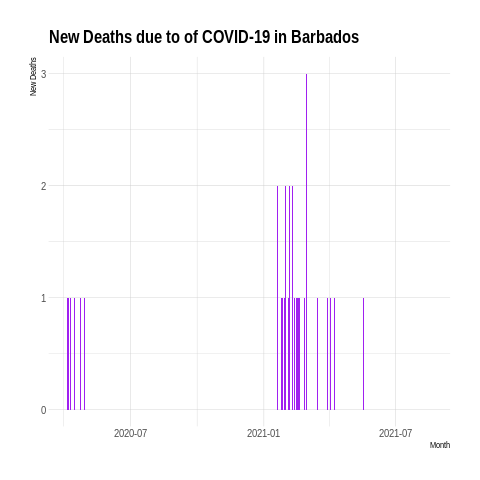 New Deaths due to of COVID-19 in Barbados
New Deaths
3
2
1
0
2020-07 2021-01 2021-07
Month